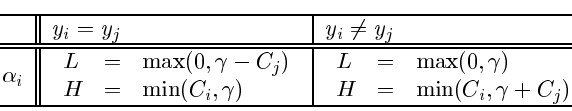 y_i = y_j y_i ≠ y_j
α_i L = max(0, γ − C_j) L = max(0, γ)
H = min(C_i, γ) H = min(C_i, γ + C_j)